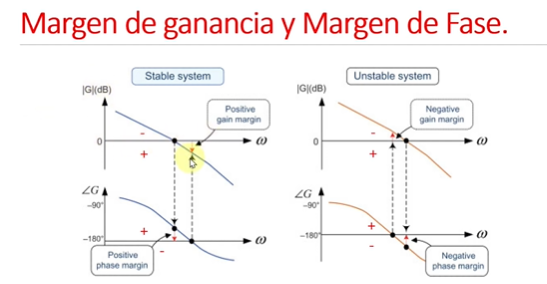 Margen de ganancia y Margen de Fase.
Stable system
Unstable system
|G|(dB)
Positive
gain margin
-
0
+
ω
∠G
-90°
+
-180°
-
ω
Positive
phase margin
|G|(dB)
Negative
gain margin
-
0
+
ω
∠G
-90°
+
-180°
-
ω
Negative
phase margin